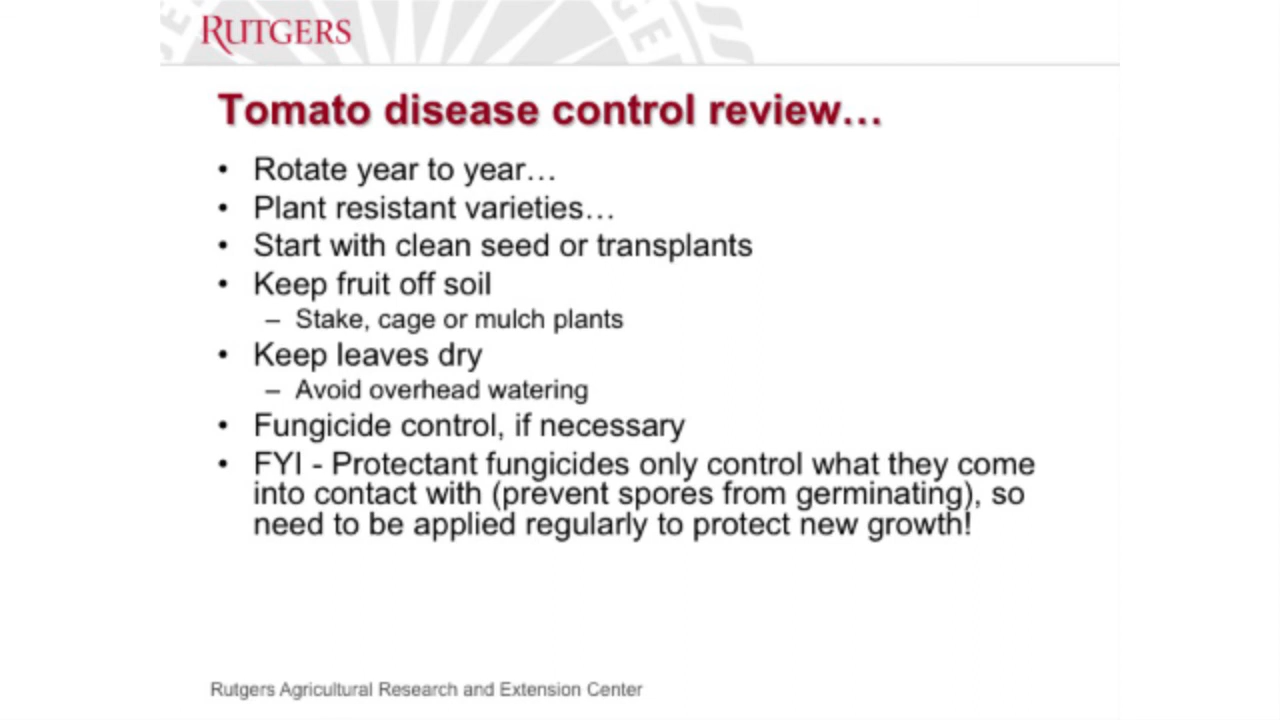 RUTGERS
Tomato disease control review…
• Rotate year to year…
• Plant resistant varieties…
• Start with clean seed or transplants
• Keep fruit off soil
– Stake, cage or mulch plants
• Keep leaves dry
– Avoid overhead watering
• Fungicide control, if necessary
• FYI - Protectant fungicides only control what they come
into contact with (prevent spores from germinating), so
need to be applied regularly to protect new growth!
Rutgers Agricultural Research and Extension Center